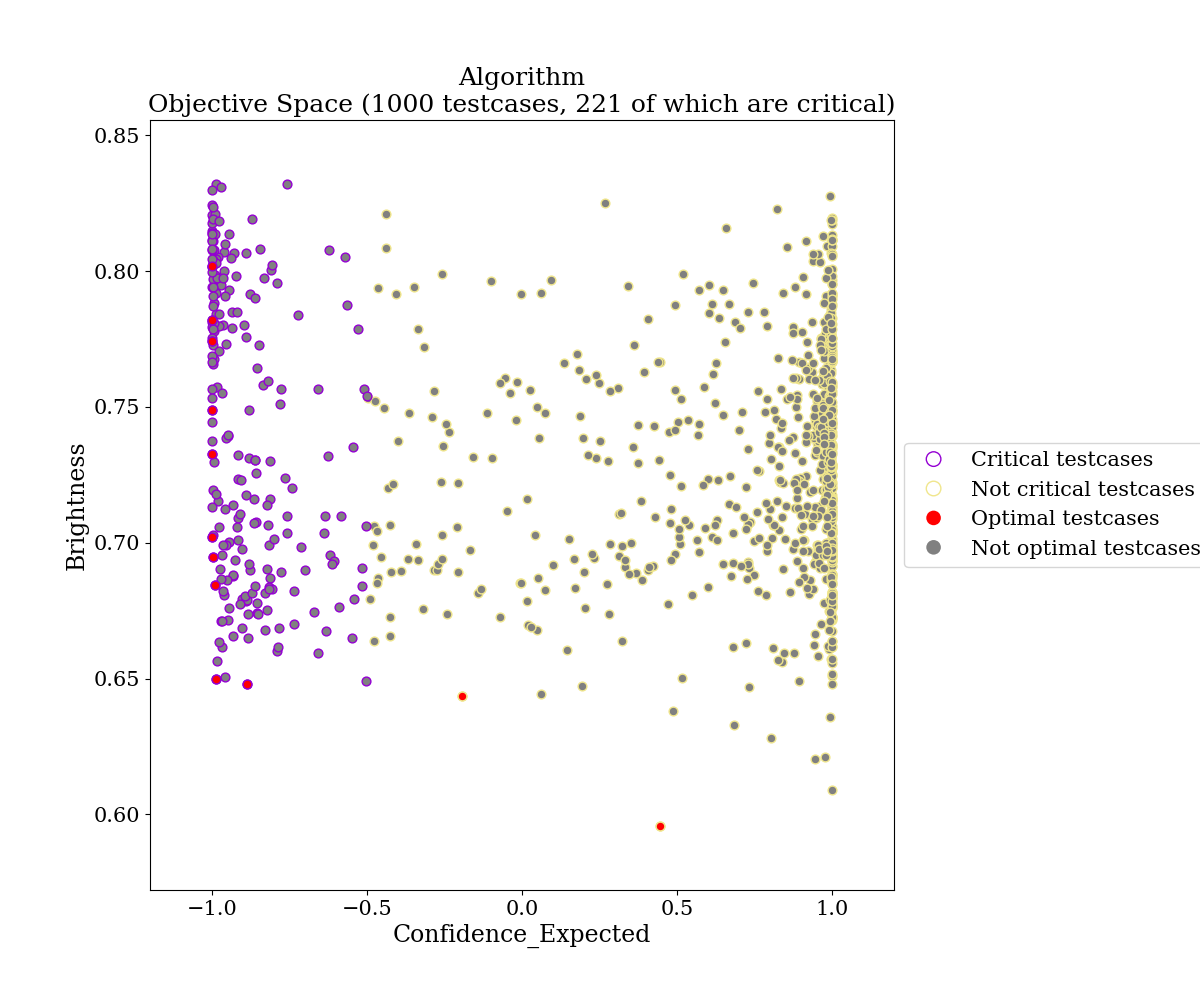 Algorithm
Objective Space (1000 testcases, 221 of which are critical)
0.85
0.80
0.75
0.70
0.65
0.60
Brightness
−1.0
−0.5
0.0
0.5
1.0
Confidence_Expected
Critical testcases
Not critical testcases
Optimal testcases
Not optimal testcases